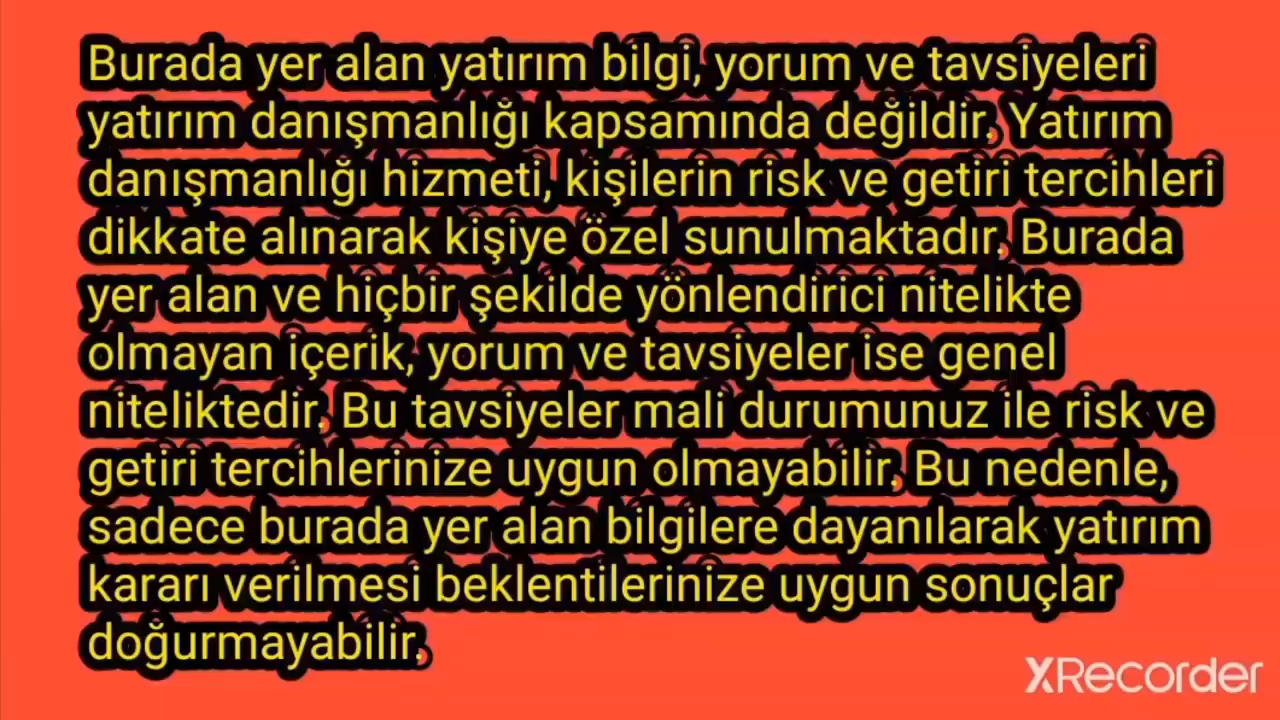 Burada yer alan yatırım bilgi, yorum ve tavsiyeleri
yatırım danışmanlığı kapsamında değildir. Yatırım
danışmanlığı hizmeti, kişilerin risk ve getiri tercihleri
dikkate alınarak kişiye özel sunulmaktadır. Burada
yer alan ve hiçbir şekilde yönlendirici nitelikte
olmayan içerik, yorum ve tavsiyeler ise genel
niteliktedir. Bu tavsiyeler mali durumunuz ile risk ve
getiri tercihlerinize uygun olmayabilir. Bu nedenle,
sadece burada yer alan bilgilere dayanılarak yatırım
kararı verilmesi beklentilerinize uygun sonuçlar
doğurmayabilir.
XRecorder